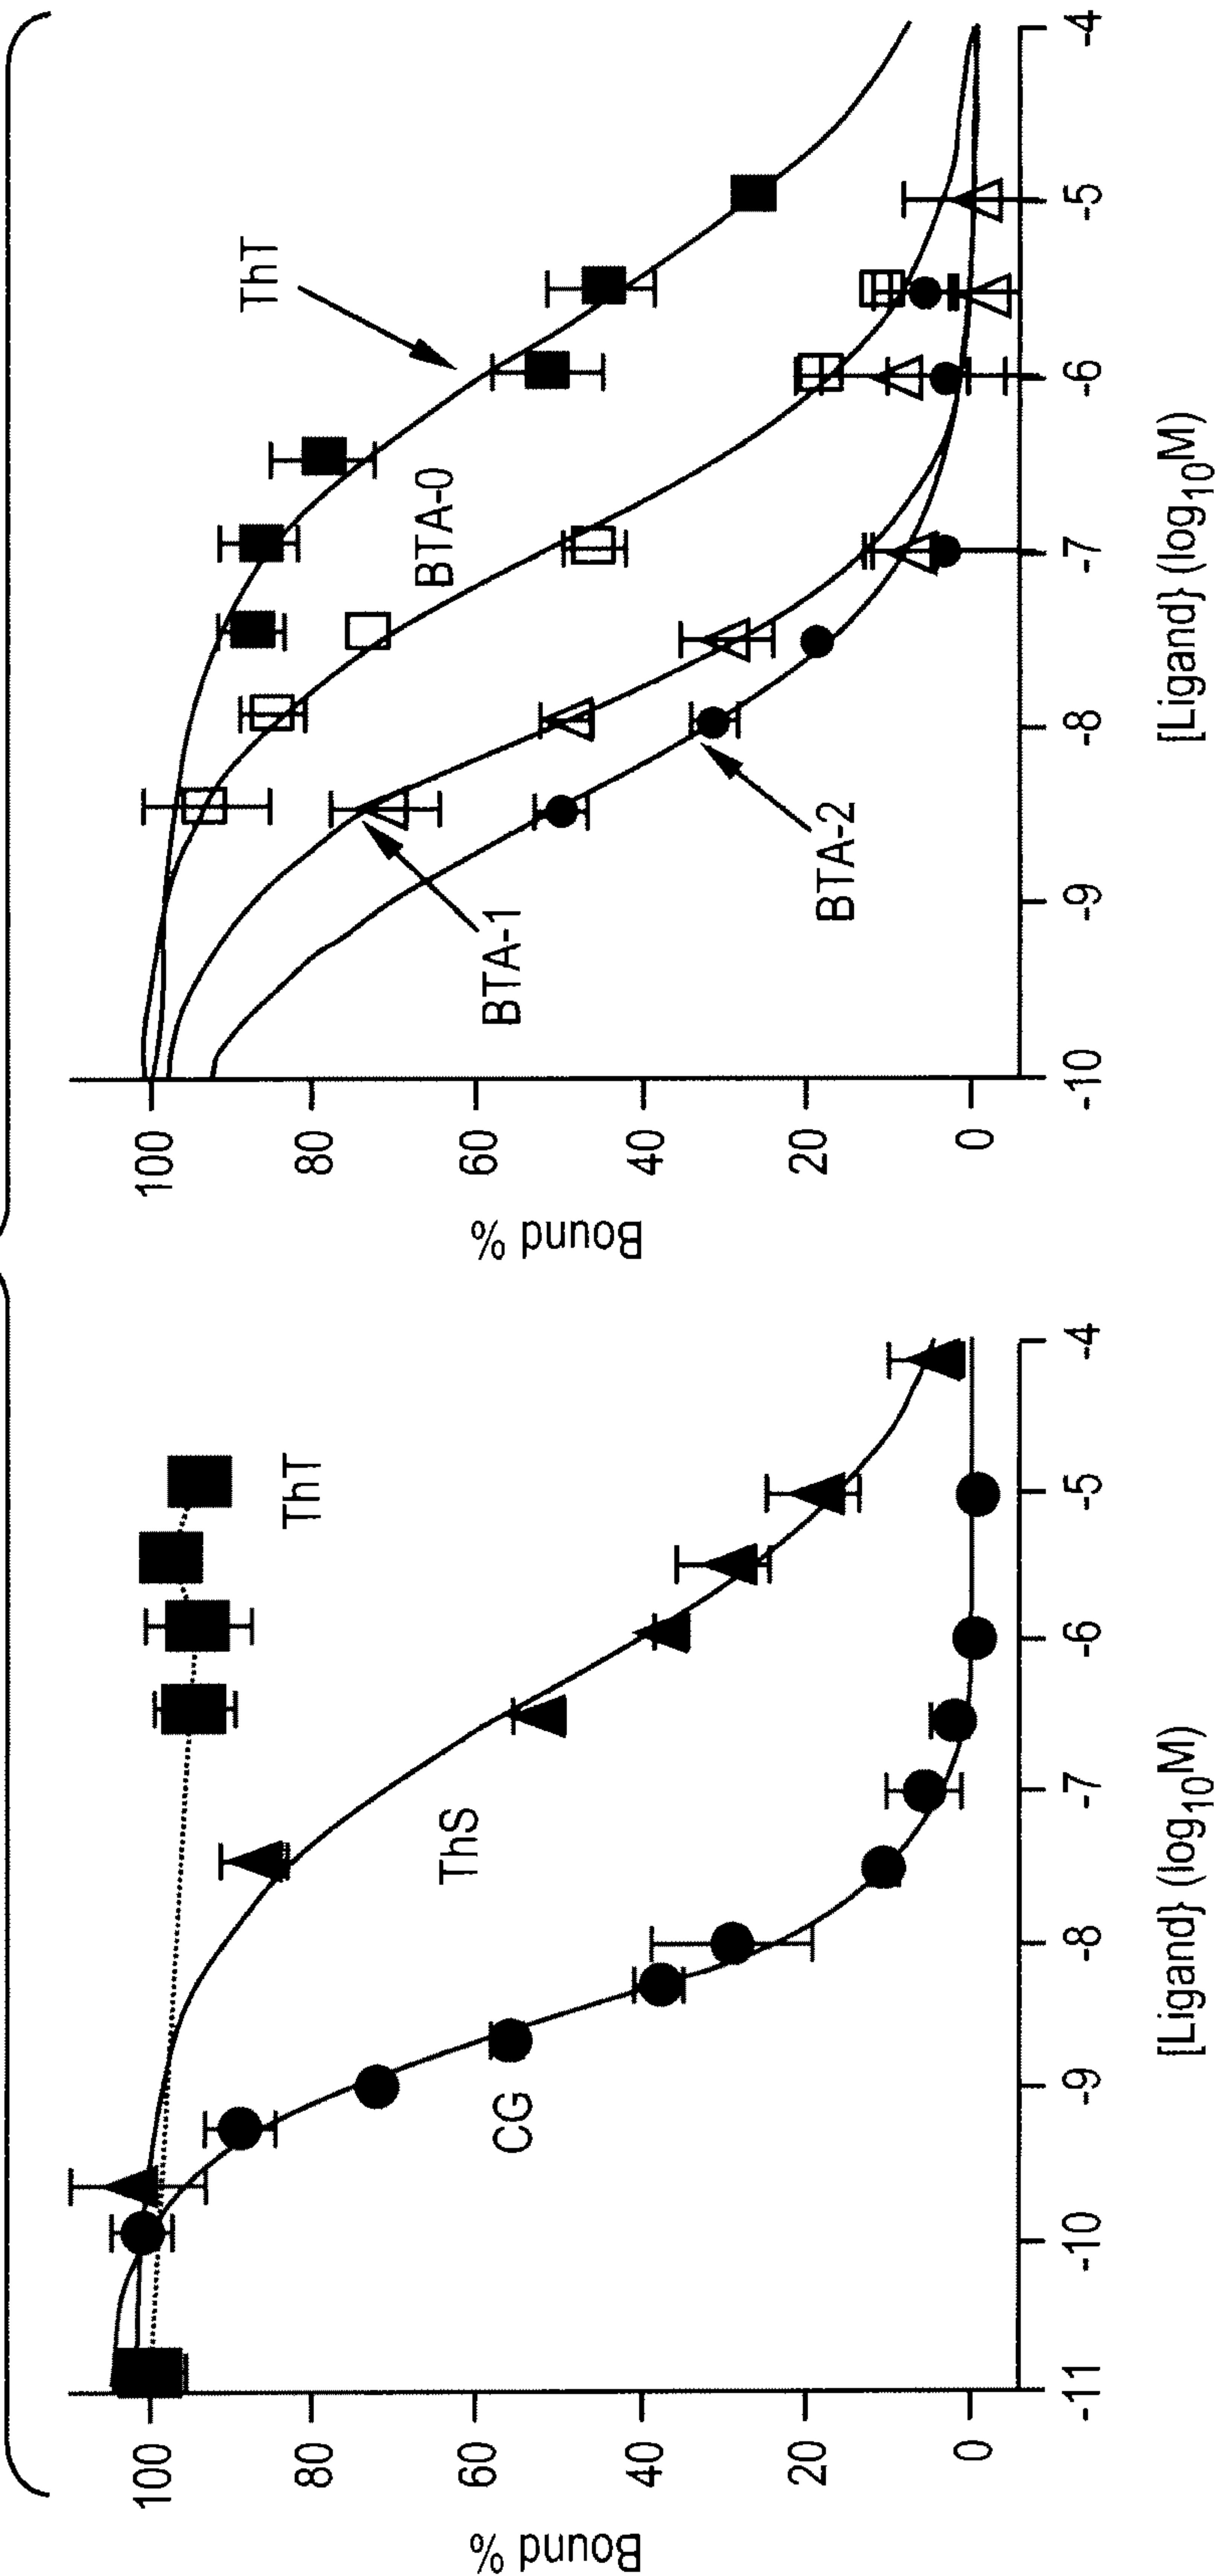 Bound %
100
80
60
40
20
0
-11
-10
-9
-8
-7
-6
-5
-4
[Ligand} (log10M)
ThT
ThS
CG
Bound %
100
80
60
40
20
0
-10
-9
-8
-7
-6
-5
-4
[Ligand} (log10M)
ThT
BTA-0
BTA-1
BTA-2